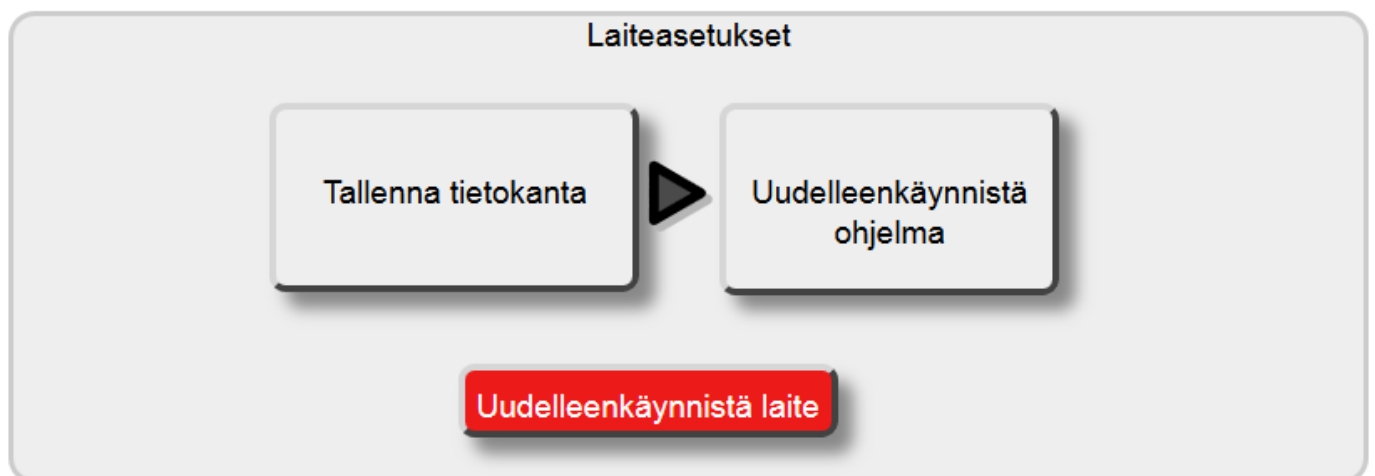 Laiteasetukset
Tallenna tietokanta
Uudelleenkäynnistä
ohjelma
Uudelleenkäynnistä laite